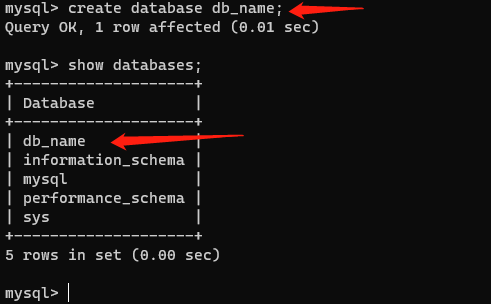 mysql> create database db_name;
Query OK, 1 row affected (0.01 sec)
mysql> show databases;
+--------------------+
| Database           |
+--------------------+
| db_name            |
| information_schema |
| mysql              |
| performance_schema |
| sys                |
+--------------------+
5 rows in set (0.00 sec)
mysql>